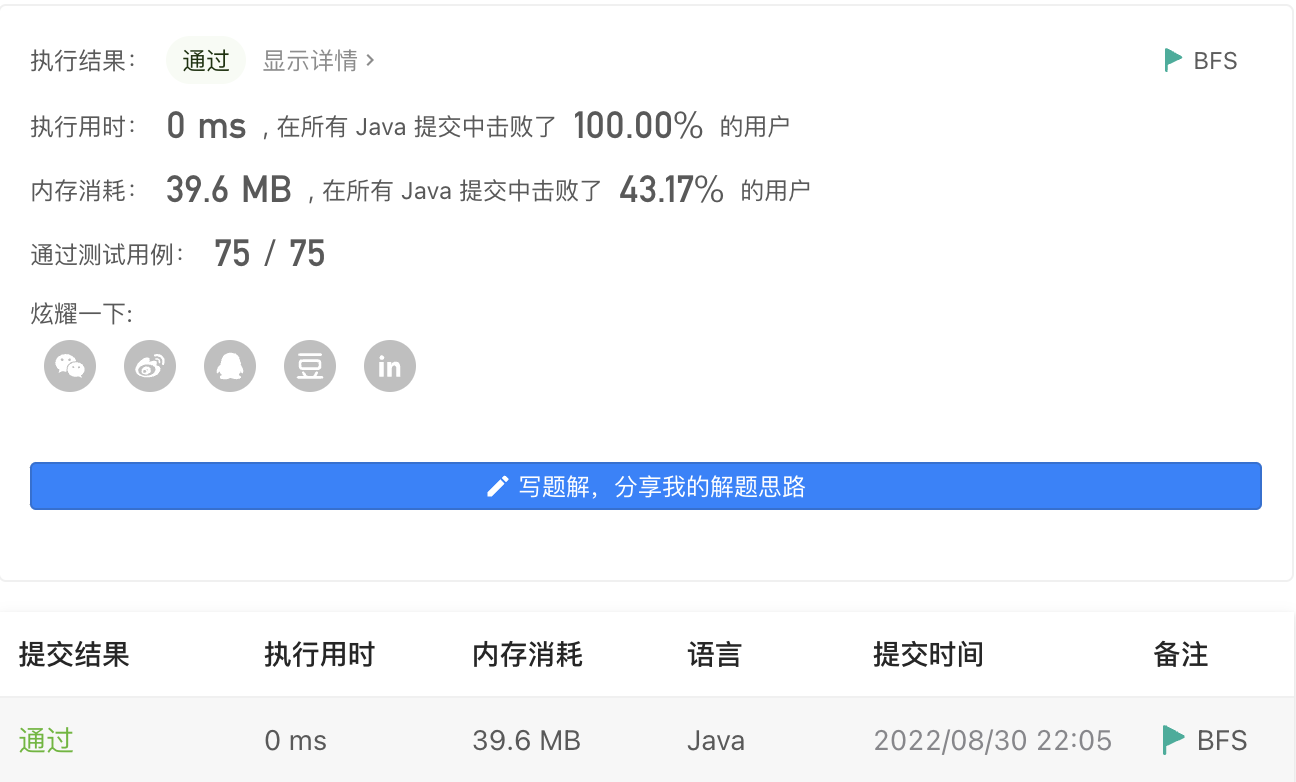 执行结果： 通过 显示详情 › BFS
执行用时： 0 ms , 在所有 Java 提交中击败了 100.00% 的用户
内存消耗： 39.6 MB , 在所有 Java 提交中击败了 43.17% 的用户
通过测试用例： 75 / 75
炫耀一下:
豆 in
写题解，分享我的解题思路
提交结果 执行用时 内存消耗 语言 提交时间 备注
通过 0 ms 39.6 MB Java 2022/08/30 22:05 BFS